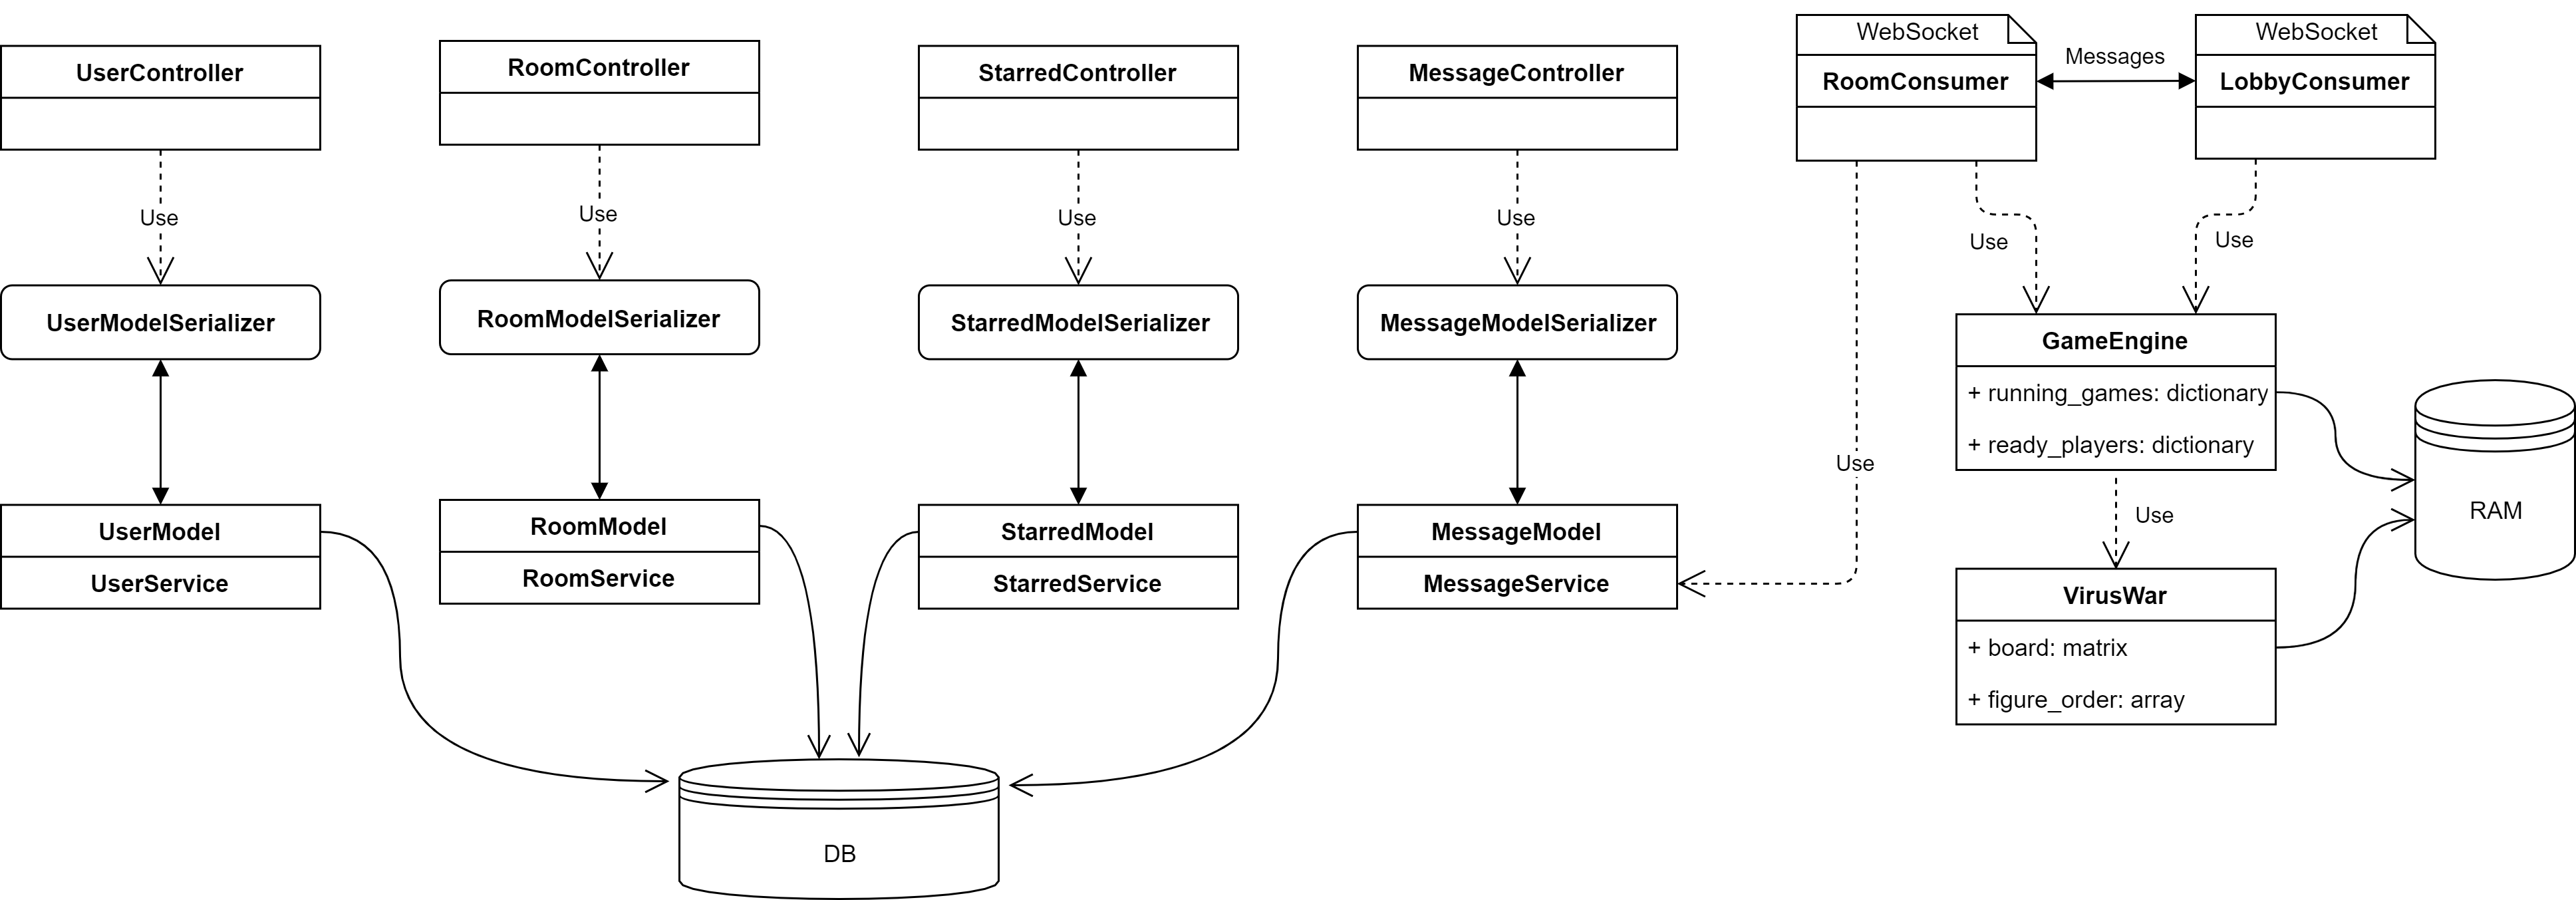 WebSocket
WebSocket
UserController
RoomController
StarredController
MessageController
RoomConsumer
Messages
LobbyConsumer
Use
Use
Use
Use
Use
Use
UserModelSerializer
RoomModelSerializer
StarredModelSerializer
MessageModelSerializer
GameEngine
+ running_games: dictionary
+ ready_players: dictionary
Use
RAM
UserModel
RoomModel
StarredModel
MessageModel
Use
UserService
RoomService
StarredService
MessageService
VirusWar
+ board: matrix
+ figure_order: array
DB